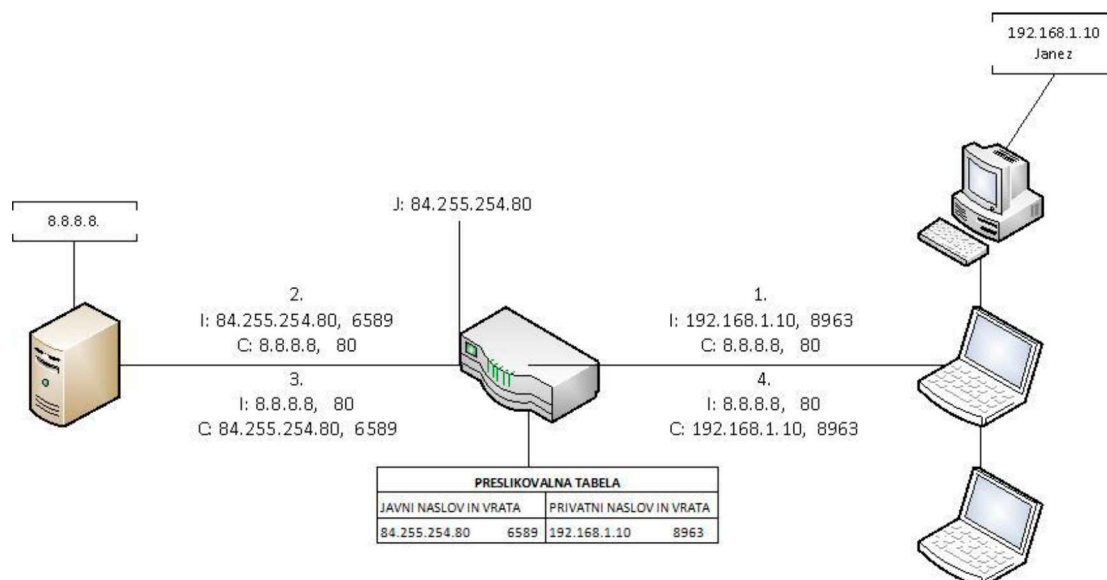 192.168.1.10
Janez
J: 84.255.254.80
8.8.8.8.
2.
I: 84.255.254.80, 6589
C: 8.8.8.8, 80
3.
I: 8.8.8.8, 80
C: 84.255.254.80, 6589
1.
I: 192.168.1.10, 8963
C: 8.8.8.8, 80
4.
I: 8.8.8.8, 80
C: 192.168.1.10, 8963
PRESLIKOVALNA TABELA
JAVNI NASLOV IN VRATA PRIVATNI NASLOV IN VRATA
84.255.254.80 6589 192.168.1.10 8963